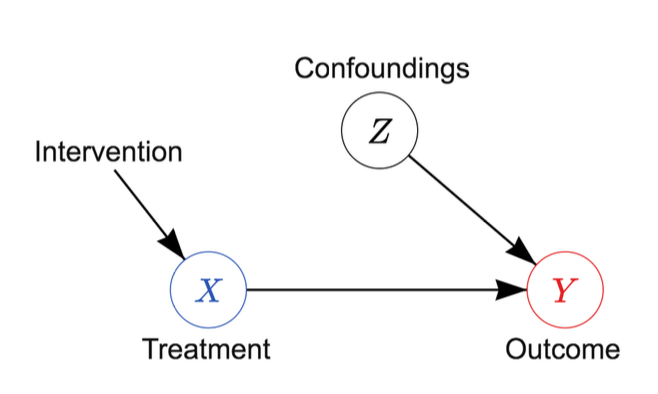 Confoundings
Z
Intervention
X
Y
Treatment
Outcome